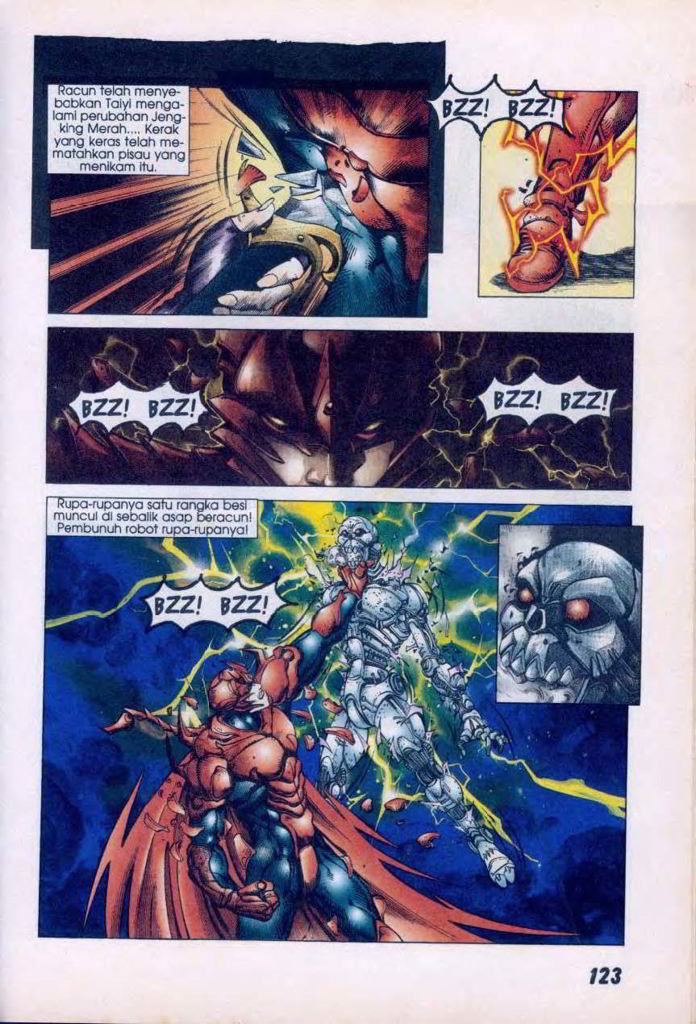 Racun telah menye-
babkan Taiyi menga-
lami perubahan Jeng-
king Merah.... Kerak
yang keras telah me-
matahkan pisau yang
menikam itu.
BZZ! BZZ!
BZZ! BZZ!
BZZ! BZZ!
Rupa-rupanya satu rangka besi
muncul di sebalik asap beracun!
Pembunuh robot rupa-rupanya!
BZZ! BZZ!
123